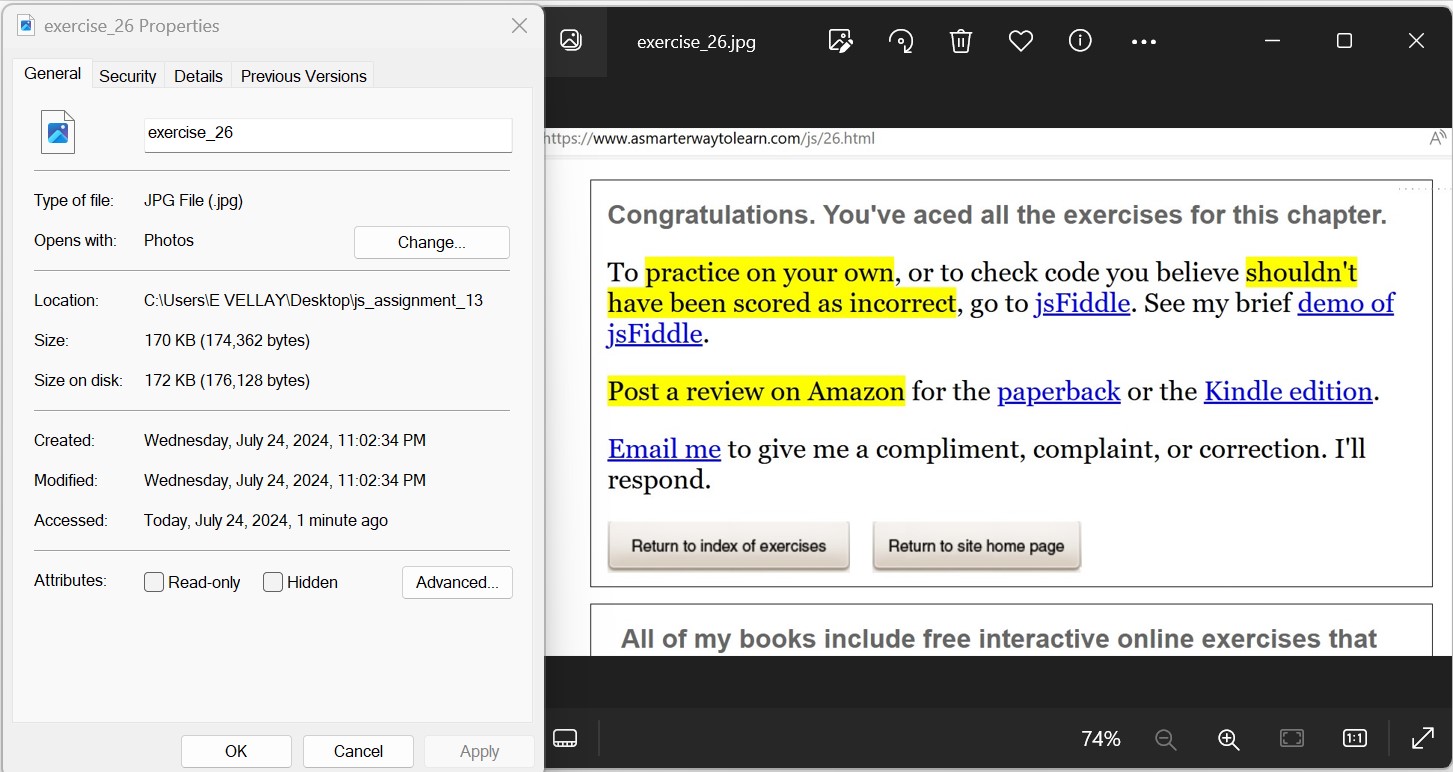 exercise_26 Properties
General Security Details Previous Versions
exercise_26
Type of file: JPG File (.jpg)
Opens with: Photos Change...
Location: C:\Users\E VELLAY\Desktop\js_assignment_13
Size: 170 KB (174,362 bytes)
Size on disk: 172 KB (176,128 bytes)
Created: Wednesday, July 24, 2024, 11:02:34 PM
Modified: Wednesday, July 24, 2024, 11:02:34 PM
Accessed: Today, July 24, 2024, 1 minute ago
Attributes: Read-only Hidden Advanced...
OK Cancel Apply
exercise_26.jpg
https://www.asmarterwaytolearn.com/js/26.html
Congratulations. You've aced all the exercises for this chapter.
To practice on your own, or to check code you believe shouldn't
have been scored as incorrect, go to jsFiddle. See my brief demo of
jsFiddle.
Post a review on Amazon for the paperback or the Kindle edition.
Email me to give me a compliment, complaint, or correction. I'll
respond.
Return to index of exercises Return to site home page
All of my books include free interactive online exercises that
74% 1:1